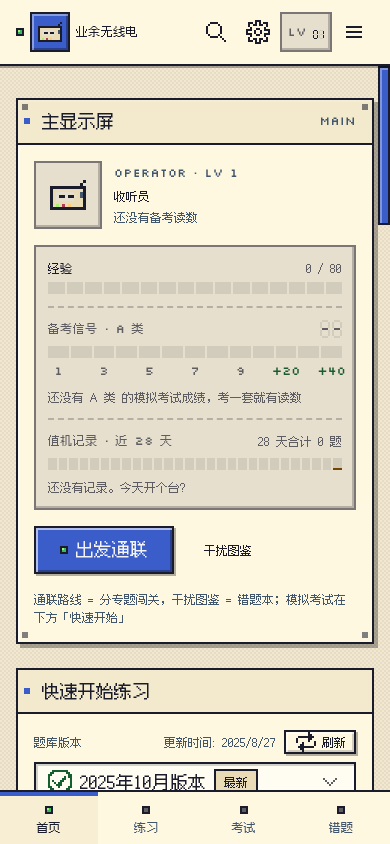 业余无线电
LV 01
主显示屏
MAIN
OPERATOR · LV 1
收听员
还没有备考读数
经验
0 / 80
备考信号 · A 类
--
1 3 5 7 9 +20 +40
还没有 A 类 的模拟考试成绩，考一套就有读数
值机记录 · 近 28 天
28 天合计 0 题
还没有记录。今天开个台？
出发通联
干扰图鉴
通联路线 = 分专题闯关，干扰图鉴 = 错题本；模拟考试在
下方「快速开始」
快速开始练习
题库版本
更新时间: 2025/8/27
刷新
2025年10月版本
最新
首页
练习
考试
错题